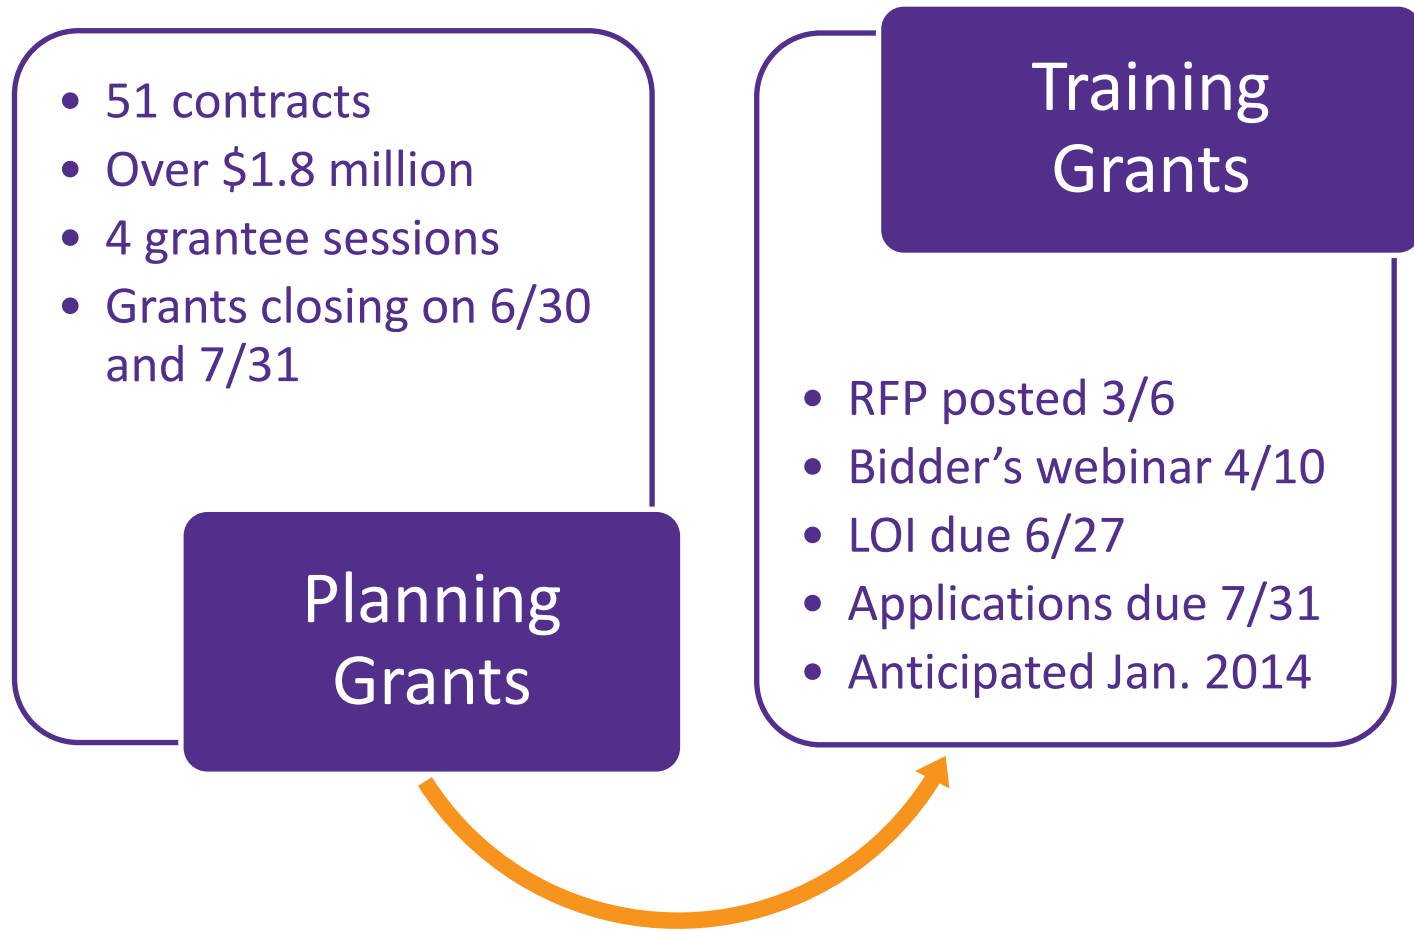 • 51 contracts
• Over $1.8 million
• 4 grantee sessions
• Grants closing on 6/30
and 7/31
Planning
Grants
Training
Grants
• RFP posted 3/6
• Bidder’s webinar 4/10
• LOI due 6/27
• Applications due 7/31
• Anticipated Jan. 2014